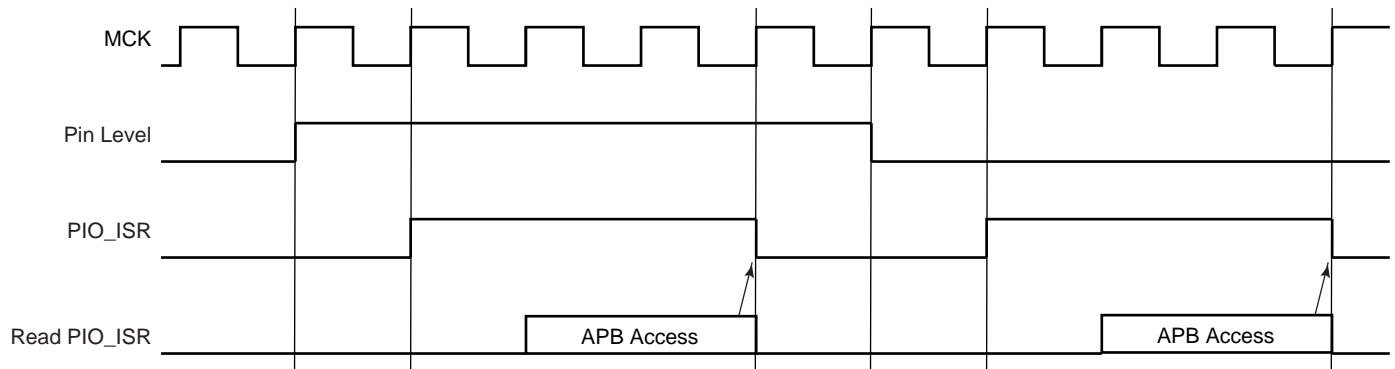 MCK
Pin Level
PIO_ISR
Read PIO_ISR
APB Access
APB Access